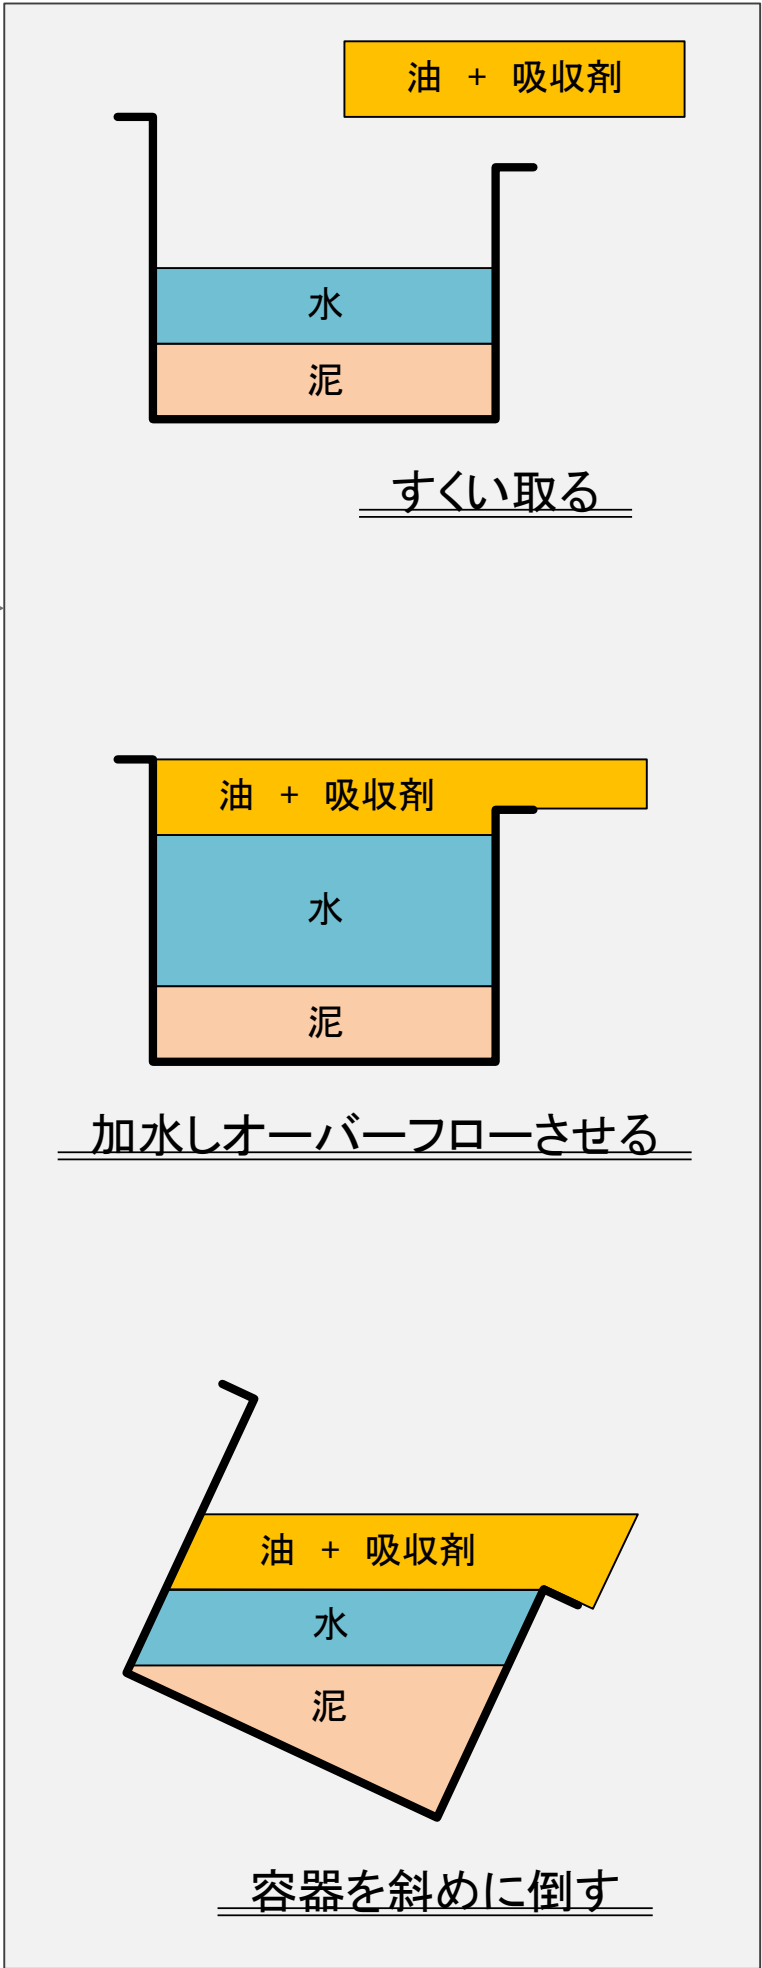 油 + 吸収剤
水
泥
すくい取る
油 + 吸収剤
水
泥
加水しオーバーフローさせる
油 + 吸収剤
水
泥
容器を斜めに倒す